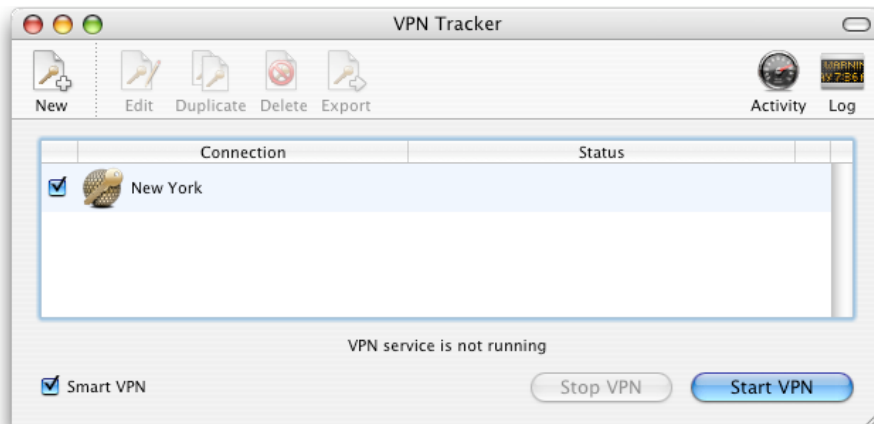 VPN Tracker
New Edit Duplicate Delete Export Activity Log
Connection Status
New York
VPN service is not running
Smart VPN Stop VPN Start VPN